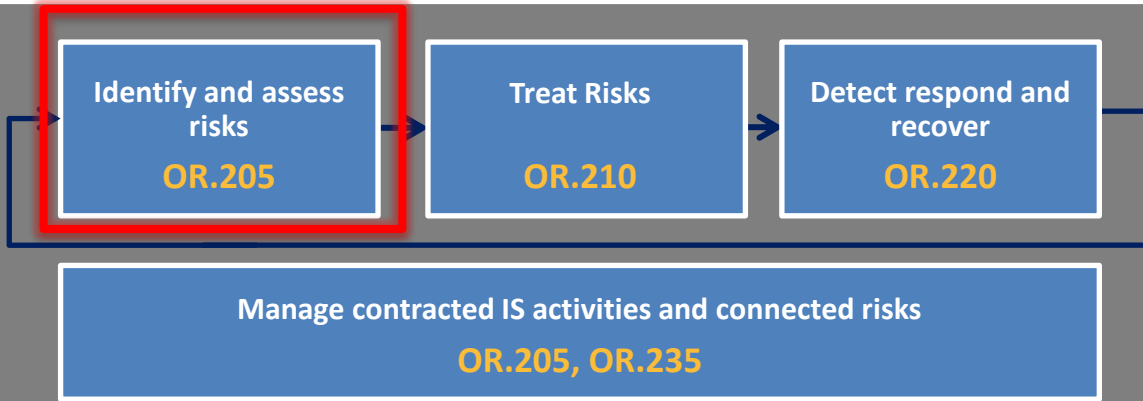 Identify and assess
risks
OR.205
Treat Risks
OR.210
Detect respond and
recover
OR.220
Manage contracted IS activities and connected risks
OR.205, OR.235